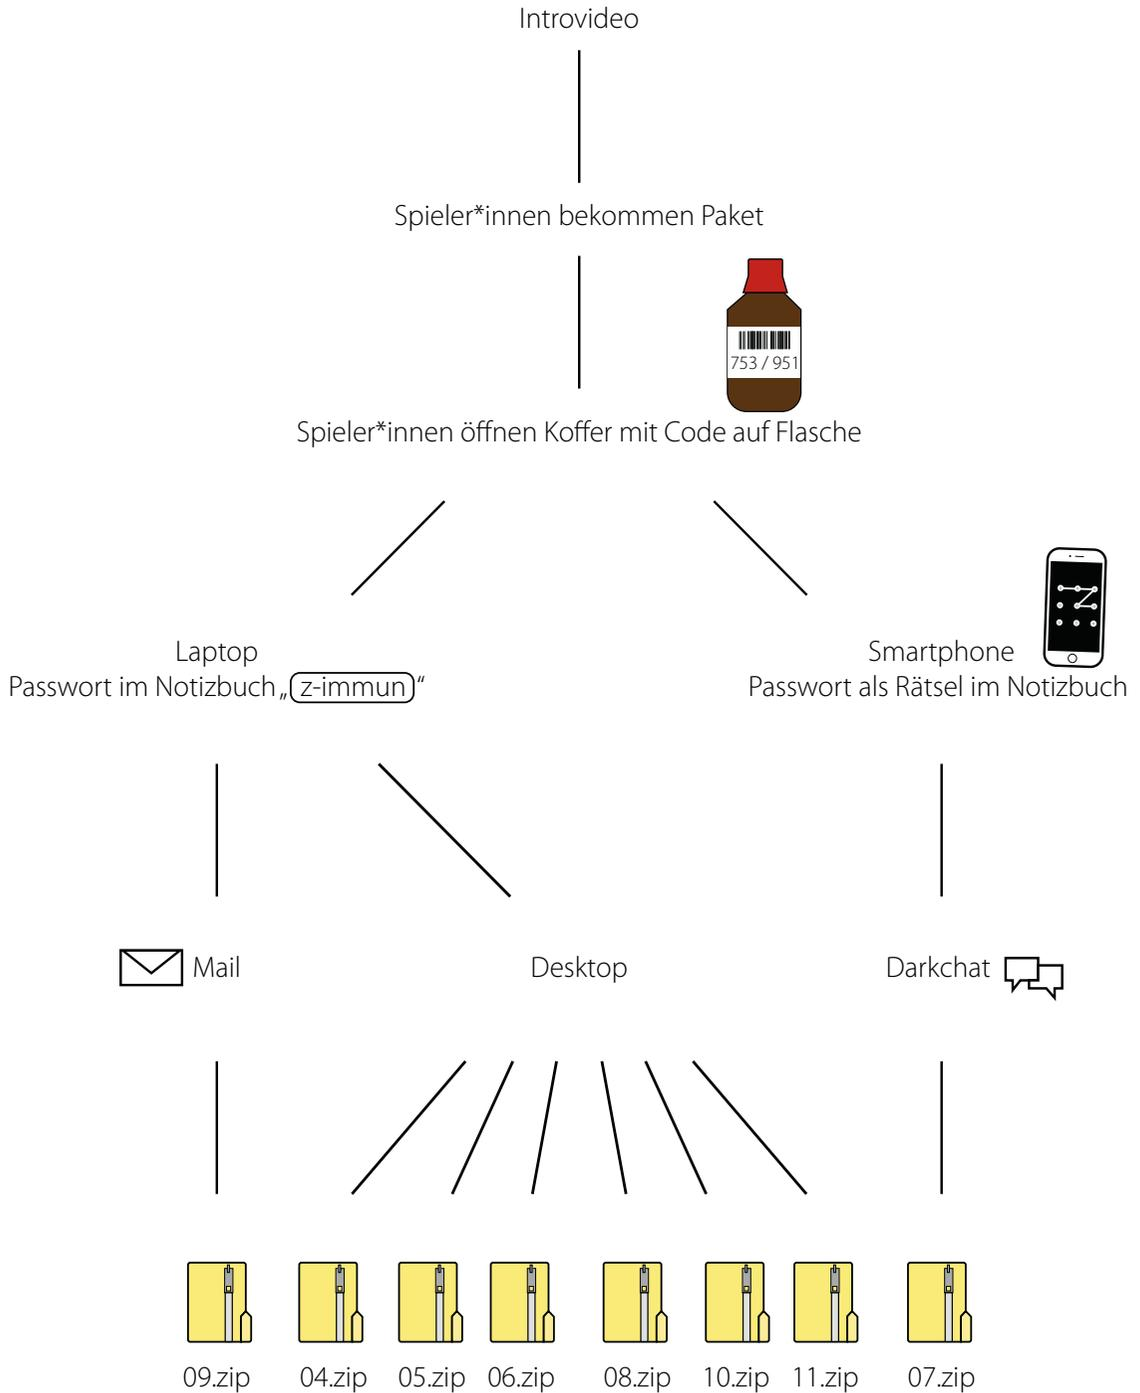 Introvideo
Spieler*innen bekommen Paket
753 / 951
Spieler*innen öffnen Koffer mit Code auf Flasche
Laptop
Passwort im Notizbuch „z-immun“
Smartphone
Passwort als Rätsel im Notizbuch
Mail
Desktop
Darkchat
09.zip
04.zip
05.zip
06.zip
08.zip
10.zip
11.zip
07.zip